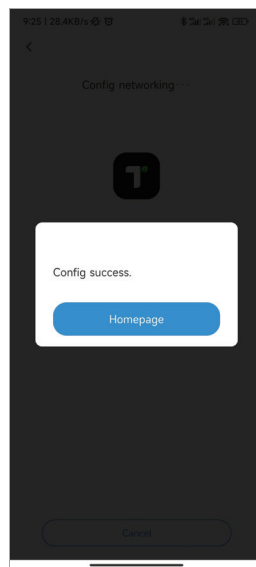 9:25 | 28.4KB/s
Config networking···
Config success.
Homepage
Cancel